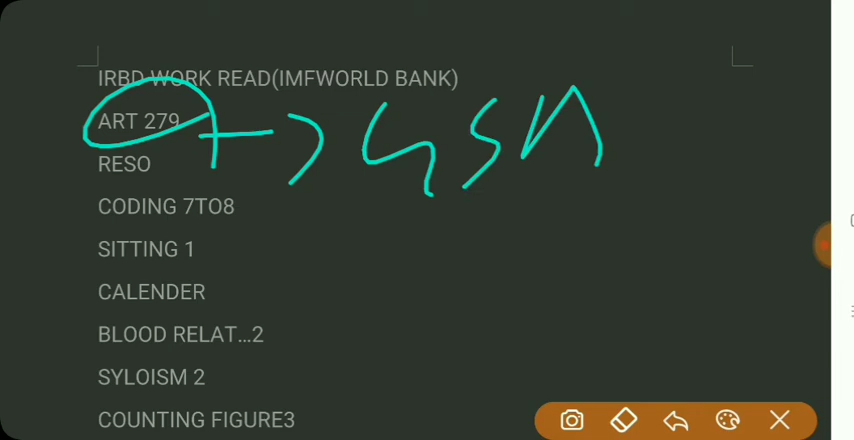 IRBD WORK READ(IMFWORLD BANK)
ART 279
RESO
CODING 7TO8
SITTING 1
CALENDER
BLOOD RELAT...2
SYLOISM 2
COUNTING FIGURE3